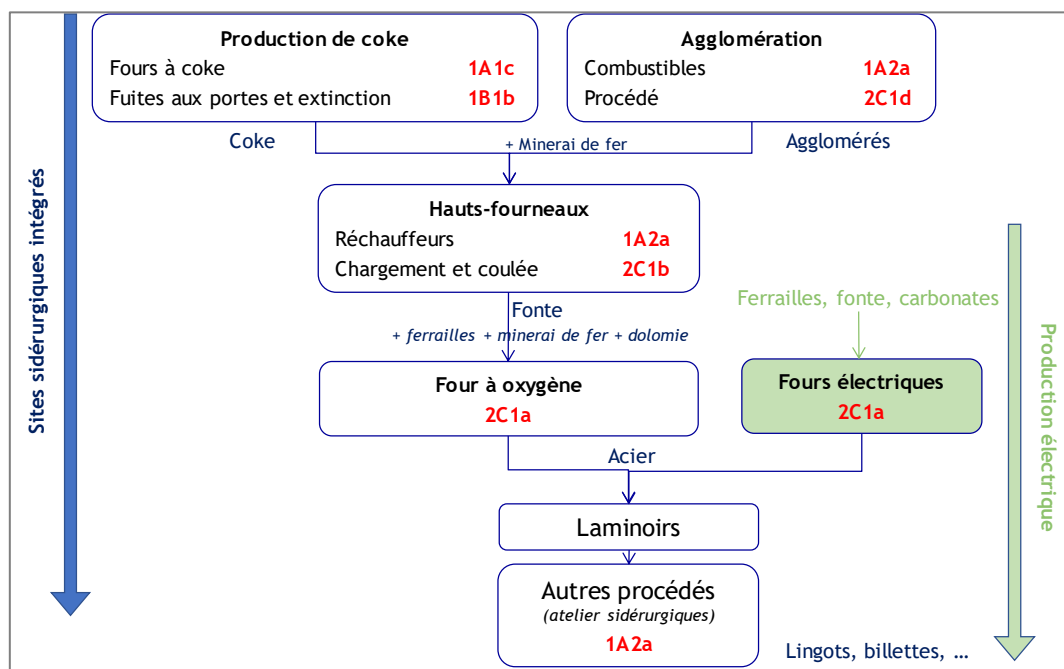 Production de coke
Fours à coke 1A1c
Fuites aux portes et extinction 1B1b
Agglomération
Combustibles 1A2a
Procédé 2C1d
Coke
+ Minerai de fer
Agglomérés
Sites sidérurgiques intégrés
Hauts-fourneaux
Réchauffeurs 1A2a
Chargement et coulée 2C1b
Fonte
+ ferrailles + minerai de fer + dolomie
Ferrailles, fonte, carbonates
Four à oxygène
2C1a
Fours électriques
2C1a
Production électrique
Acier
Laminoirs
Autres procédés
(atelier sidérurgiques)
1A2a
Lingots, billettes, ...